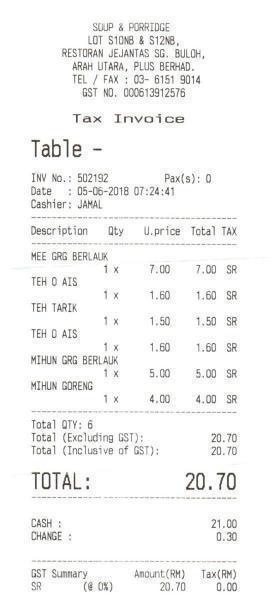 SOUP & PORRIDGE
LOT S10NB & S12NB,
RESTORAN JEJANTAS SG. BULOH,
ARAH UTARA, PLUS BERHAD.
TEL / FAX : 03- 6151 9014
GST NO. 000613912576
Tax Invoice
Table -
INV No.: 502192 Pax(s): 0
Date : 05-06-2018 07:24:41
Cashier: JAMAL
Description Qty U.price Total TAX
MEE GRG BERLAUK
1 x 7.00 7.00 SR
TEH O AIS
1 x 1.60 1.60 SR
TEH TARIK
1 x 1.50 1.50 SR
TEH O AIS
1 x 1.60 1.60 SR
MIHUN GRG BERLAUK
1 x 5.00 5.00 SR
MIHUN GORENG
1 x 4.00 4.00 SR
Total QTY: 6
Total (Excluding GST): 20.70
Total (Inclusive of GST): 20.70
TOTAL: 20.70
CASH : 21.00
CHANGE : 0.30
GST Summary Amount(RM) Tax(RM)
SR (@ 0%) 20.70 0.00